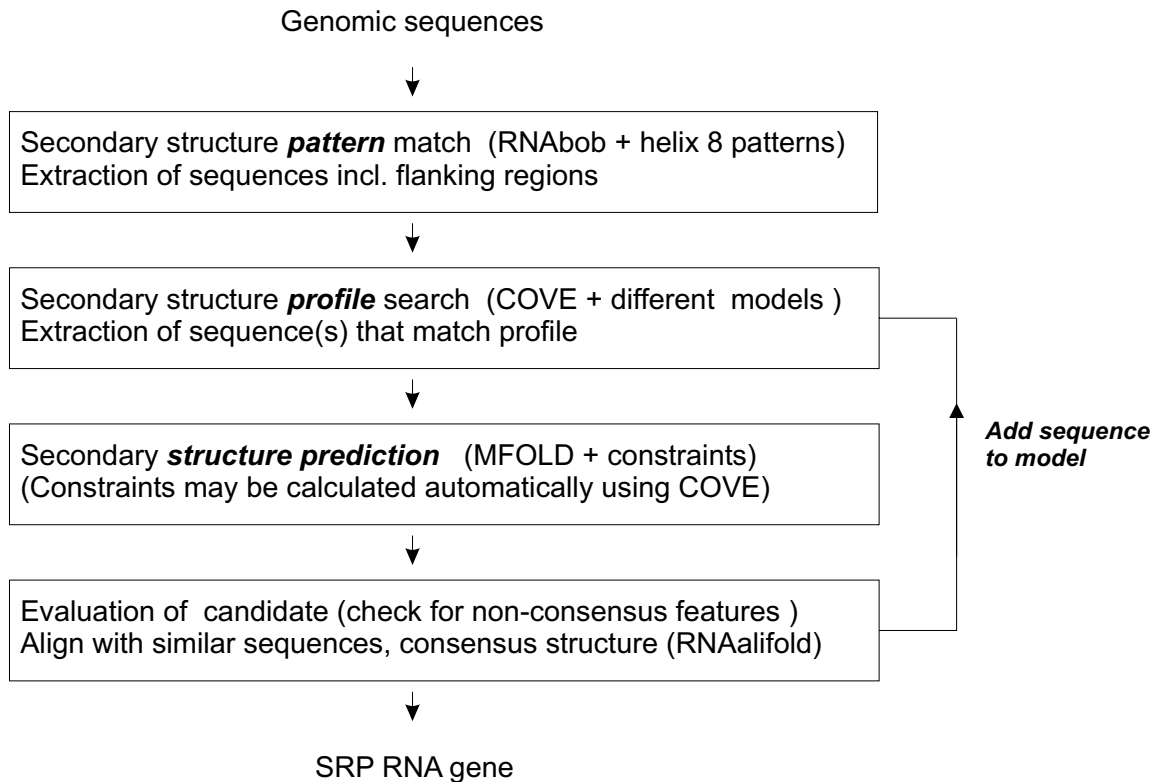 Genomic sequences
Secondary structure pattern match (RNAbob + helix 8 patterns)
Extraction of sequences incl. flanking regions
Secondary structure profile search (COVE + different models )
Extraction of sequence(s) that match profile
Secondary structure prediction (MFOLD + constraints)
(Constraints may be calculated automatically using COVE)
Add sequence
to model
Evaluation of candidate (check for non-consensus features )
Align with similar sequences, consensus structure (RNAalifold)
SRP RNA gene